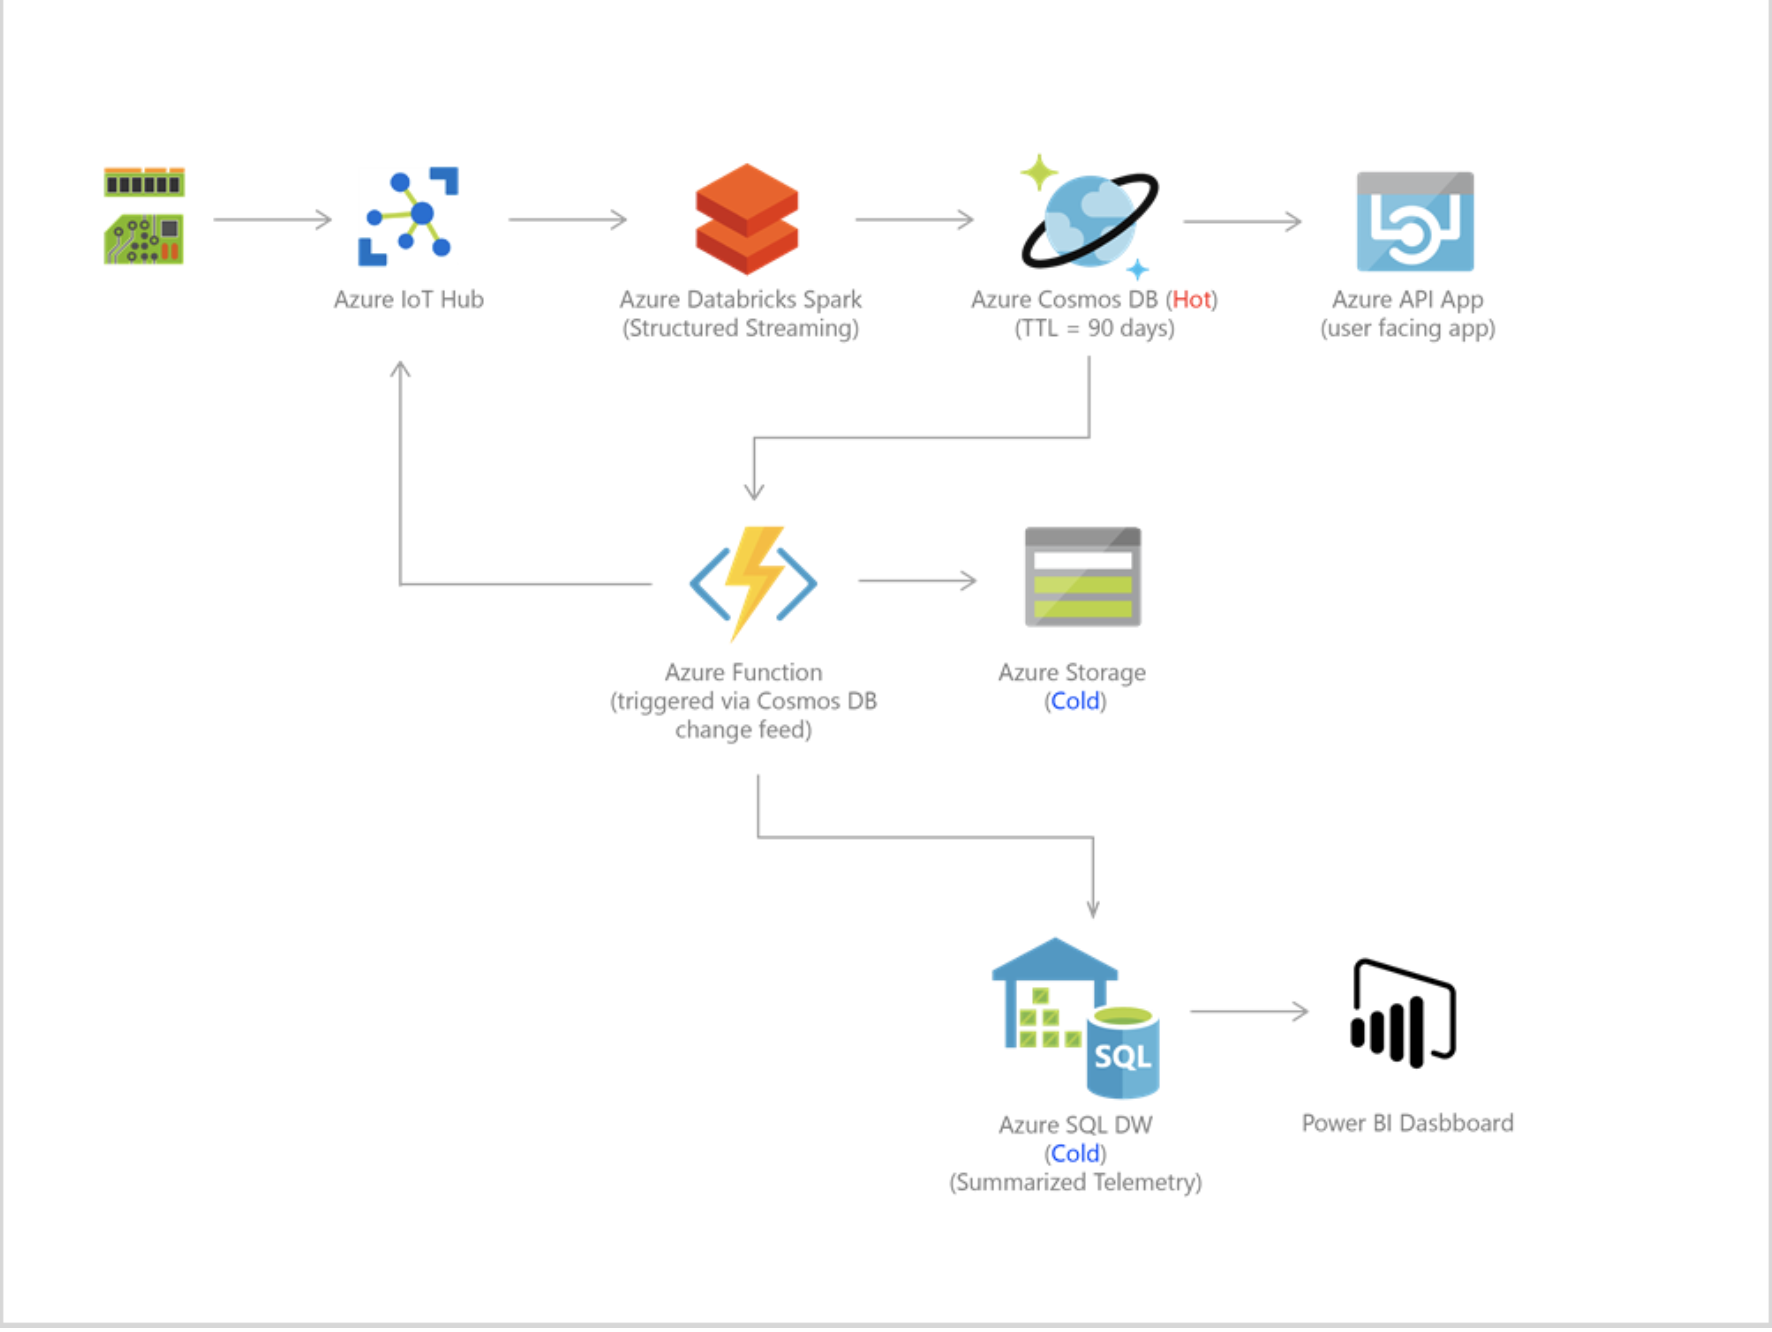 Azure IoT Hub
Azure Databricks Spark
(Structured Streaming)
Azure Cosmos DB (Hot)
(TTL = 90 days)
Azure API App
(user facing app)
Azure Function
(triggered via Cosmos DB
change feed)
Azure Storage
(Cold)
SQL
Azure SQL DW
(Cold)
(Summarized Telemetry)
Power BI Dasbboard